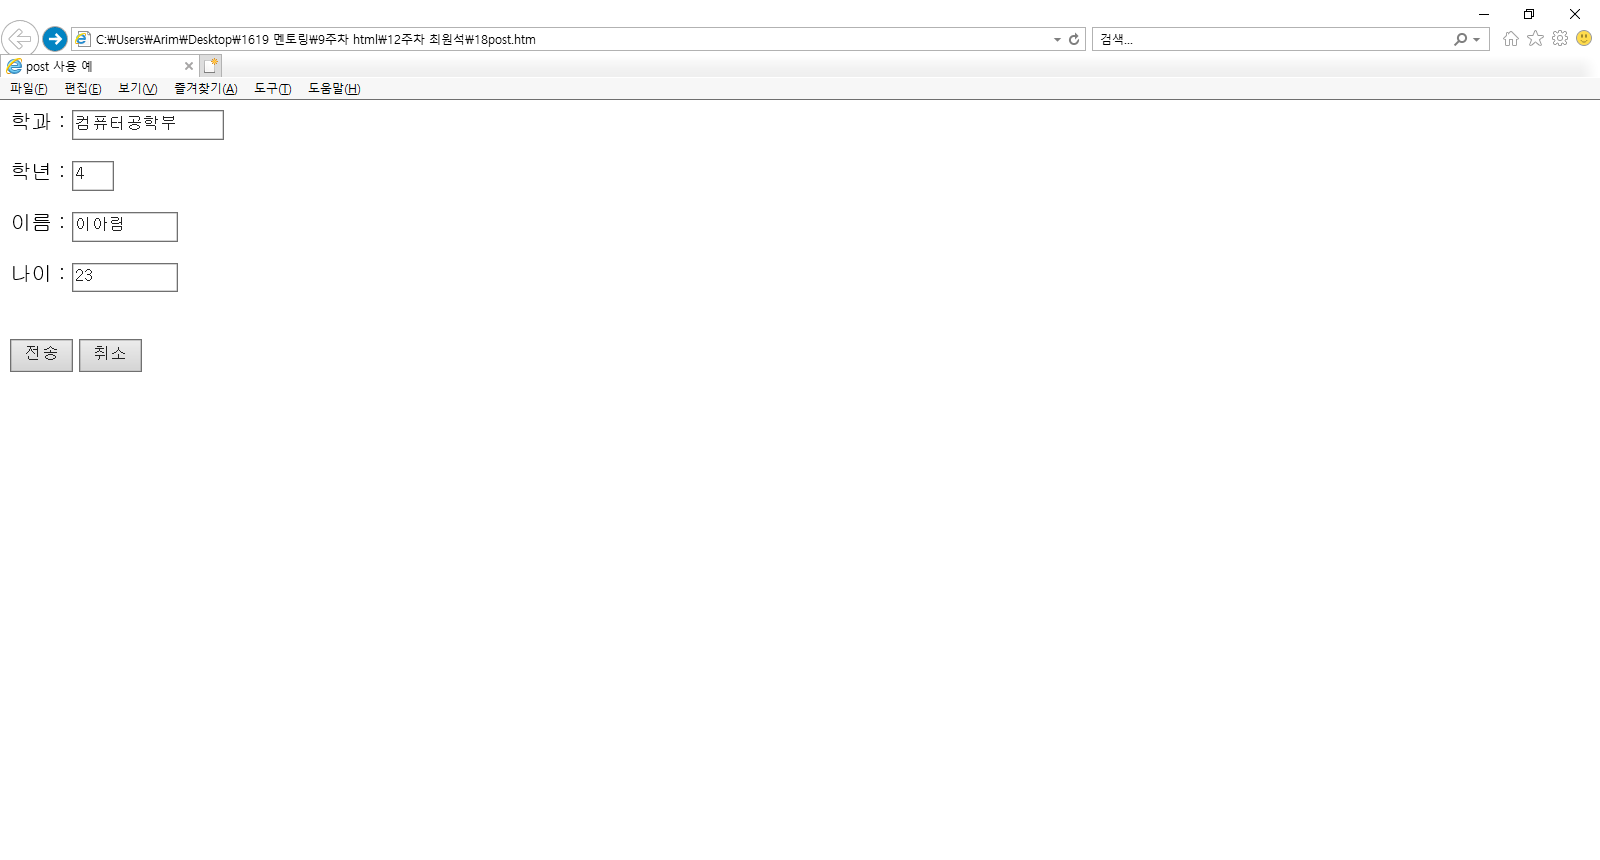 C:₩Users₩Arim₩Desktop₩1619 멘토링₩9주차 html₩12주차 최원석₩18post.htm
검색...
post 사용 예
파일(F) 편집(E) 보기(V) 즐겨찾기(A) 도구(T) 도움말(H)
학과 : 컴퓨터공학부
학년 : 4
이름 : 이아림
나이 : 23
전송 취소